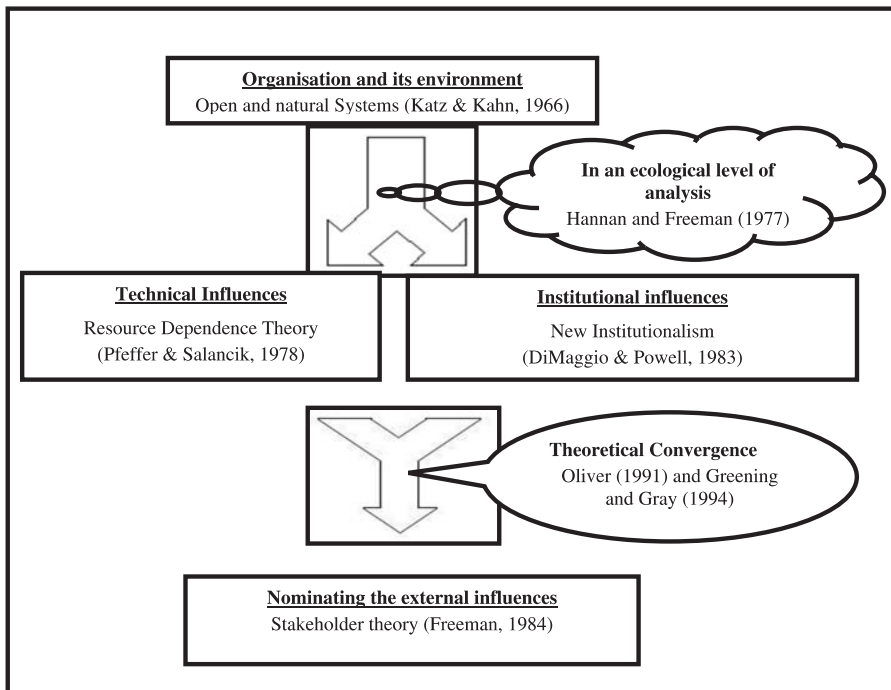 Organisation and its environment
Open and natural Systems (Katz & Kahn, 1966)
In an ecological level of
analysis
Hannan and Freeman (1977)
Technical Influences
Resource Dependence Theory
(Pfeffer & Salancik, 1978)
Institutional influences
New Institutionalism
(DiMaggio & Powell, 1983)
Theoretical Convergence
Oliver (1991) and Greening
and Gray (1994)
Nominating the external influences
Stakeholder theory (Freeman, 1984)